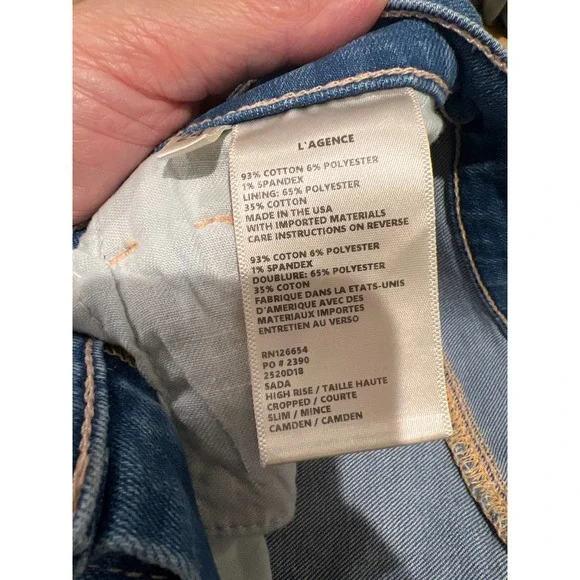 L'AGENCE
93% COTTON 6% POLYESTER
1% SPANDEX
LINING: 65% POLYESTER
35% COTTON
MADE IN THE USA
WITH IMPORTED MATERIALS
CARE INSTRUCTIONS ON REVERSE
93% COTTON 6% POLYESTER
1% SPANDEX
DOUBLURE: 65% POLYESTER
35% COTON
FABRIQUE DANS LA ETATS-UNIS
D'AMERIQUE AVEC DES
MATERIAUX IMPORTES
ENTRETIEN AU VERSO
RN126654
PO # 2390
2520D18
SADA
HIGH RISE / TAILLE HAUTE
CROPPED / COURTE
SLIM / MINCE
CAMDEN / CAMDEN